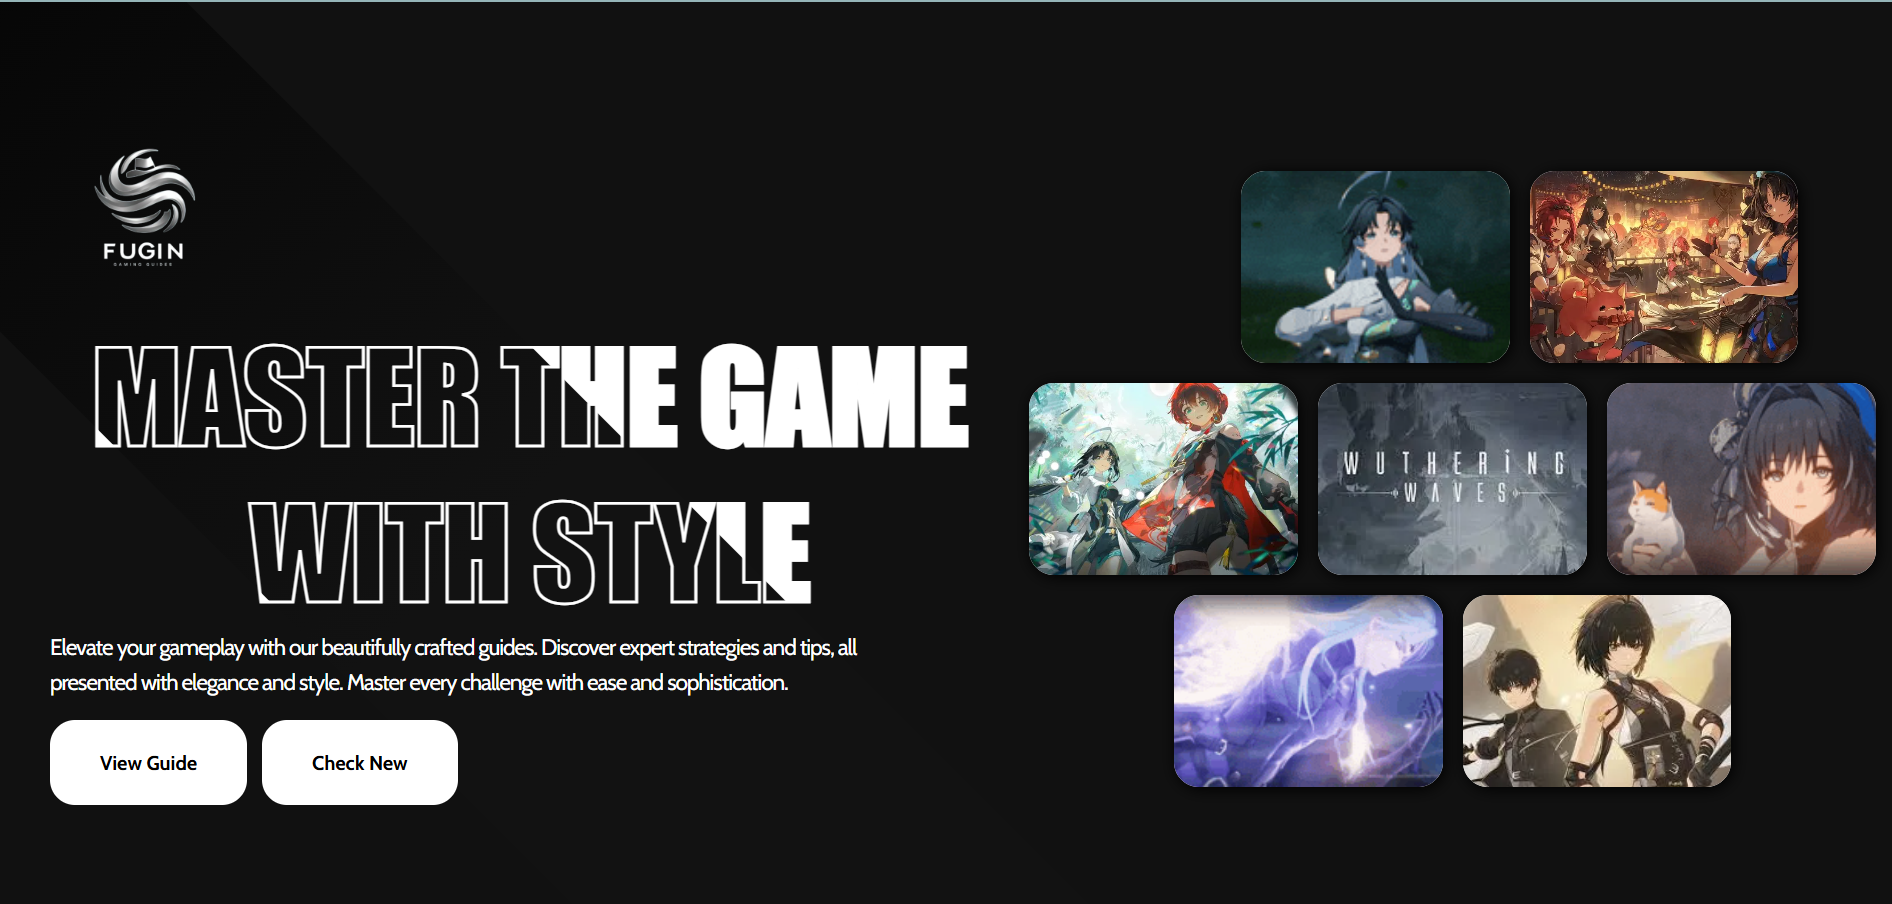 FUGIN
GAMING GUIDES
MASTER THE GAME
WITH STYLE
Elevate your gameplay with our beautifully crafted guides. Discover expert strategies and tips, all
presented with elegance and style. Master every challenge with ease and sophistication.
View Guide
Check New
WUTHERING
WAVES